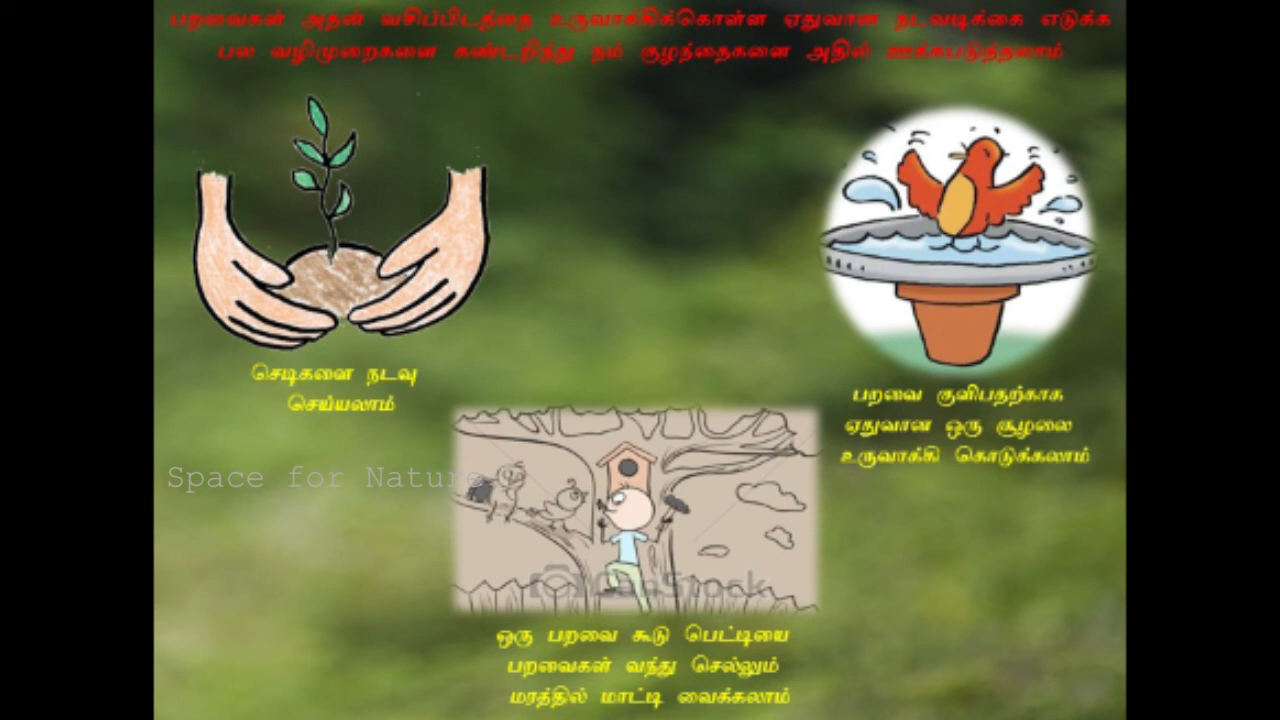 பறவைகள் அதன் வசிப்பிடத்தை உருவாக்கிக்கொள்ள ஏதுவான நடவடிக்கை எடுக்க
பல வழிமுறைகளை கண்டறிந்து நம் குழந்தைகளை அதில் ஊக்கபடுத்தலாம்
செடிகளை நடவு
செய்யலாம்
பறவை குளிபதற்காக
ஏதுவான ஒரு சூழலை
உருவாக்கி கொடுக்கலாம்
Space for Nature
CanStock
ஒரு பறவை கூடு பெட்டியை
பறவைகள் வந்து செல்லும்
மரத்தில் மாட்டி வைக்கலாம்